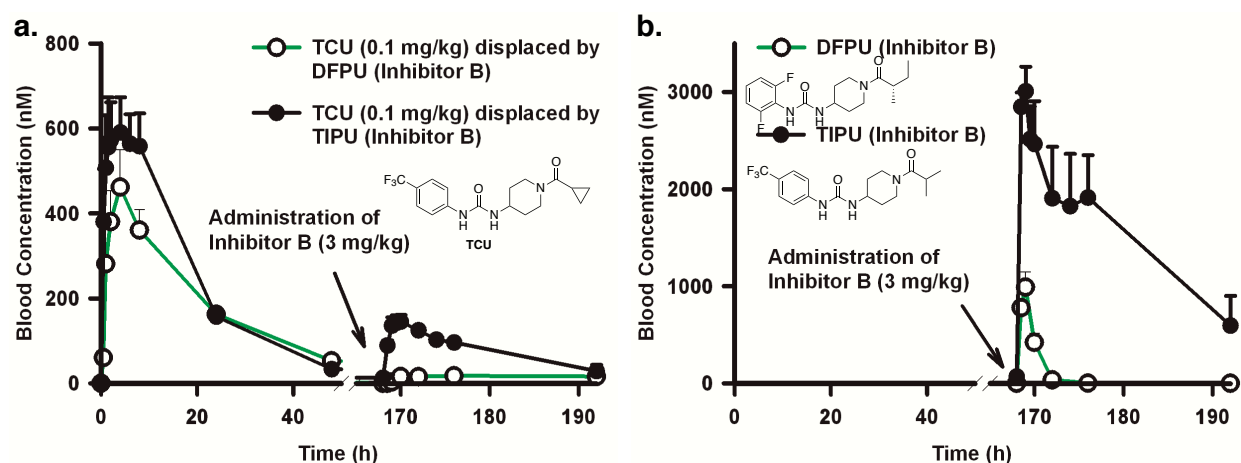 a.
Blood Concentration (nM)
800
600
400
200
0
TCU (0.1 mg/kg) displaced by
DFPU (Inhibitor B)
TCU (0.1 mg/kg) displaced by
TIPU (Inhibitor B)
F3C
O
N
H
N
H
N
O
TCU
Administration of
Inhibitor B (3 mg/kg)
0
20
40
170
180
190
Time (h)
b.
Blood Concentration (nM)
3000
2000
1000
0
DFPU (Inhibitor B)
F
F
N
H
O
N
H
N
O
TIPU (Inhibitor B)
F3C
N
H
O
N
H
N
O
Administration of
Inhibitor B (3 mg/kg)
0
20
40
170
180
190
Time (h)